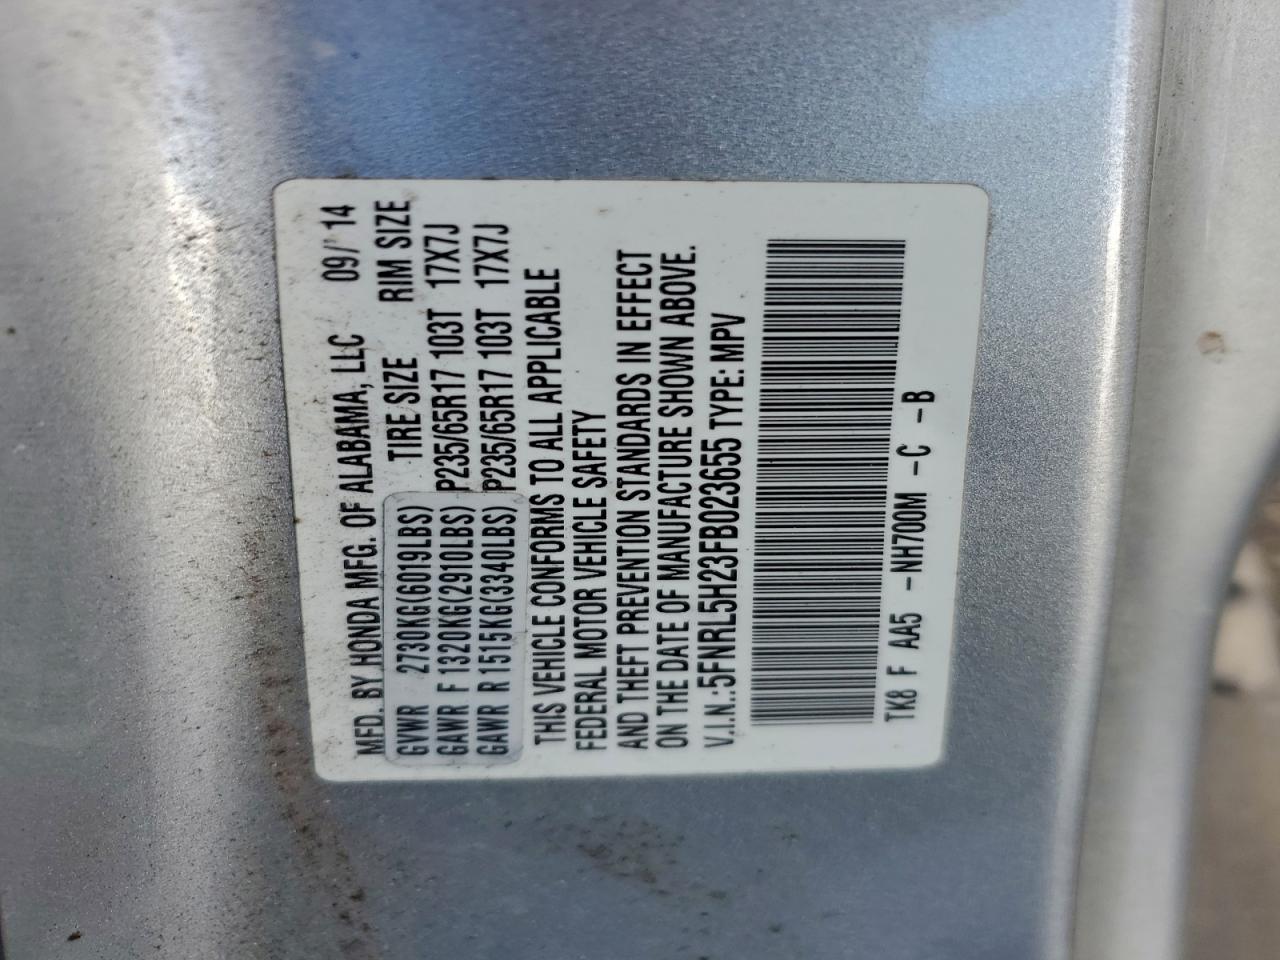 MFD. BY HONDA MFG. OF ALABAMA, LLC 09/ 14
TIRE SIZE RIM SIZE
GVWR 2730KG(6019LBS)
GAWR F 1320KG(2910LBS) P235/65R17 103T 17X7J
GAWR R 1515KG(3340LBS) P235/65R17 103T 17X7J
THIS VEHICLE CONFORMS TO ALL APPLICABLE
FEDERAL MOTOR VEHICLE SAFETY
AND THEFT PREVENTION STANDARDS IN EFFECT
ON THE DATE OF MANUFACTURE SHOWN ABOVE.
V.I.N.:5FNRL5H23FB023655 TYPE: MPV
TK8 F AA5 -NH700M -C -B